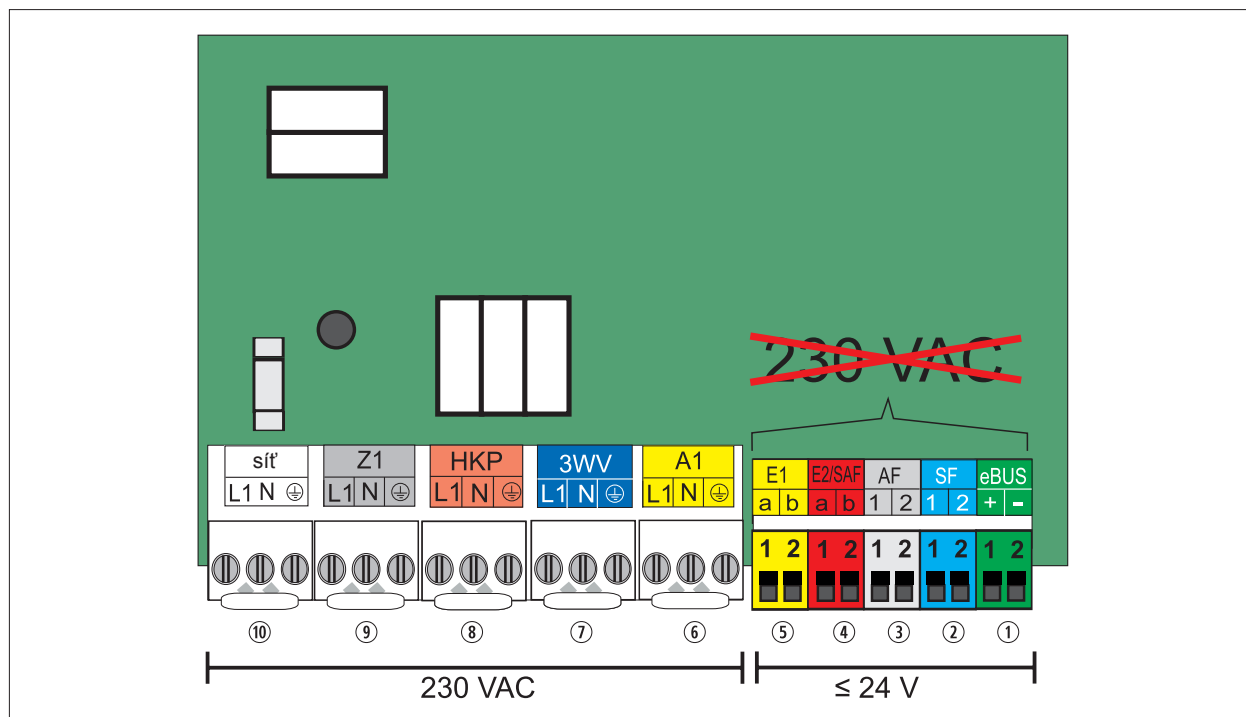 230 VAC
síť Z1 HKP 3WV A1
L1 N ⏚ L1 N ⏚ L1 N ⏚ L1 N ⏚ L1 N ⏚
E1 E2/SAF AF SF eBUS
a b a b 1 2 1 2 + -
1 2 1 2 1 2 1 2 1 2
⑩ ⑨ ⑧ ⑦ ⑥ ⑤ ④ ③ ② ①
230 VAC ≤ 24 V